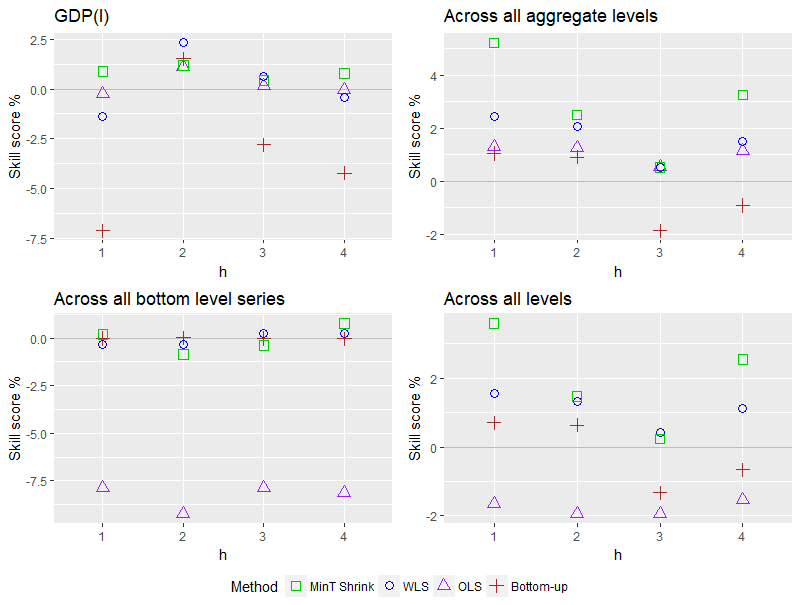 GDP(I)
Skill score %
2.5
0.0
-2.5
-5.0
-7.5
1 2 3 4
h
Across all aggregate levels
Skill score %
4
2
0
-2
1 2 3 4
h
Across all bottom level series
Skill score %
0.0
-2.5
-5.0
-7.5
1 2 3 4
h
Across all levels
Skill score %
2
0
-2
1 2 3 4
h
Method MinT Shrink WLS OLS Bottom-up